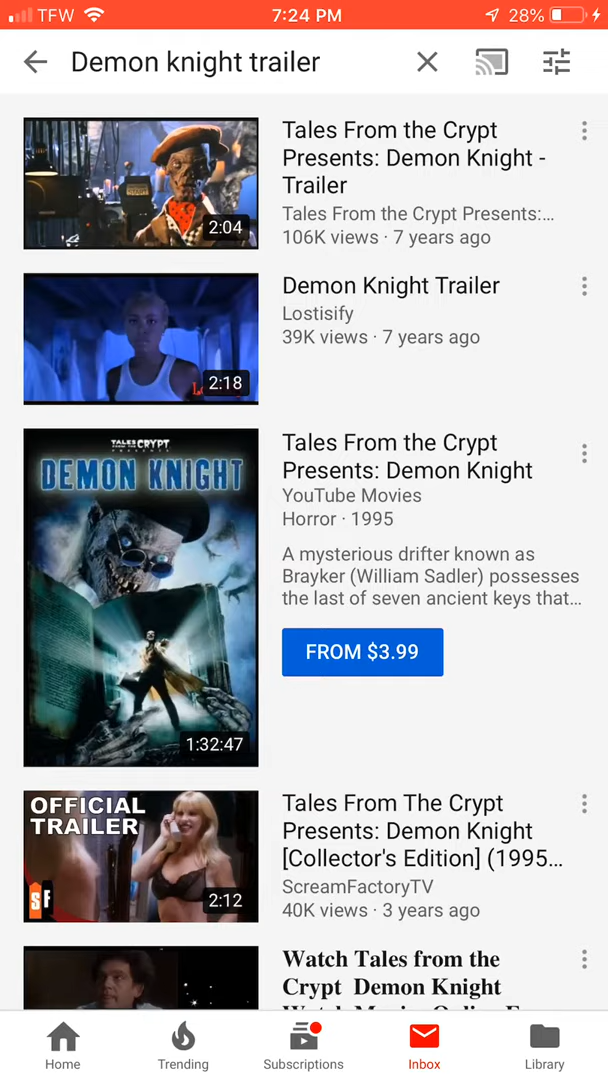 TFW 7:24 PM 28%
Demon knight trailer
Tales From the Crypt
Presents: Demon Knight -
Trailer
Tales From the Crypt Presents:...
106K views · 7 years ago
2:04
Demon Knight Trailer
Lostisify
39K views · 7 years ago
2:18
TALES FROM THE CRYPT
PRESENTS
DEMON KNIGHT
1:32:47
Tales From the Crypt
Presents: Demon Knight
YouTube Movies
Horror · 1995
A mysterious drifter known as
Brayker (William Sadler) possesses
the last of seven ancient keys that...
FROM $3.99
OFFICIAL
TRAILER
SF
2:12
Tales From The Crypt
Presents: Demon Knight
[Collector's Edition] (1995...
ScreamFactoryTV
40K views · 3 years ago
Watch Tales from the
Crypt Demon Knight
Home Trending Subscriptions Inbox Library